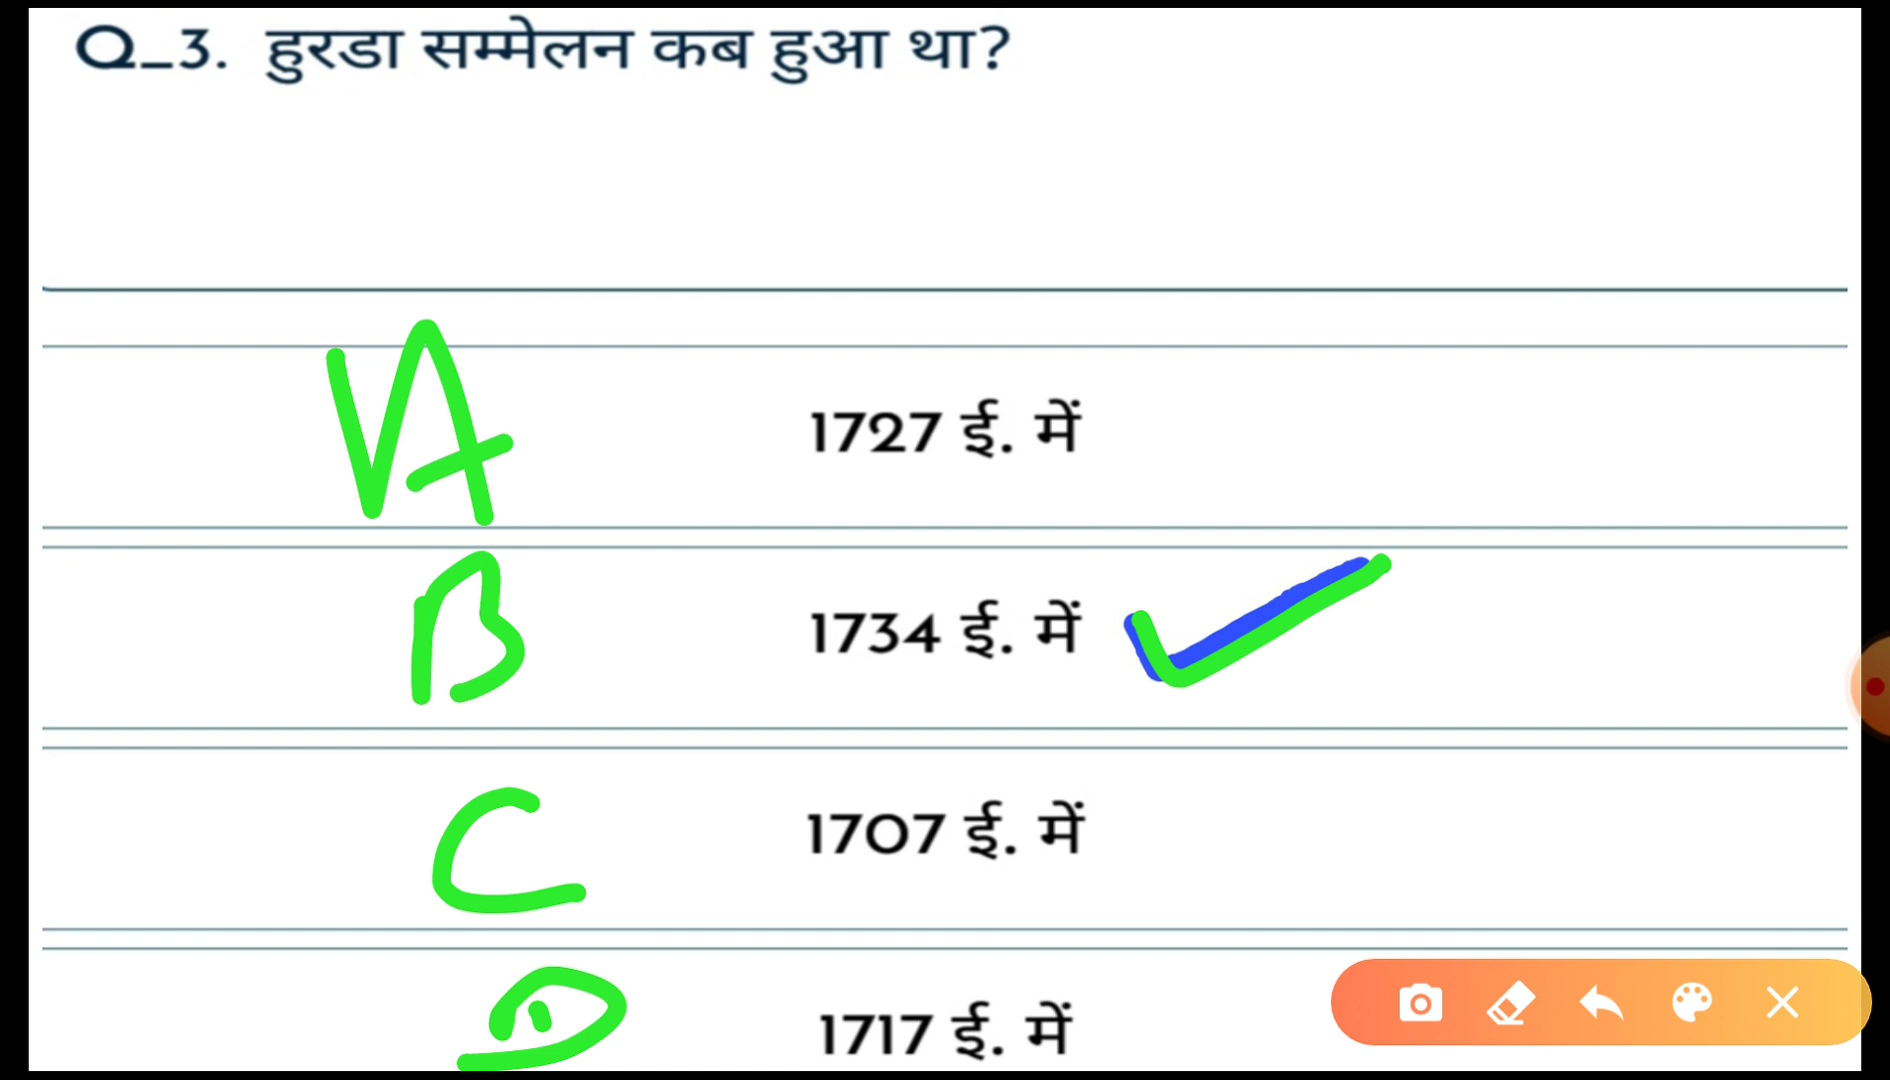 Q_3. हुरडा सम्मेलन कब हुआ था?
A 1727 ई. में
B 1734 ई. में
C 1707 ई. में
D 1717 ई. में